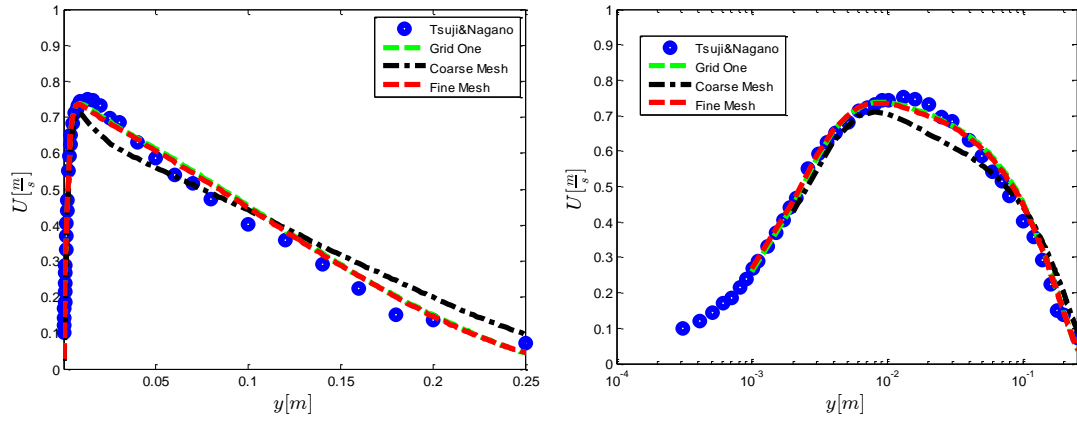 1
0.9
0.8
0.7
0.6
0.5
0.4
0.3
0.2
0.1
0
U[m/s]
0.05
0.1
0.15
0.2
0.25
y[m]
Tsuji&Nagano
Grid One
Coarse Mesh
Fine Mesh
1
0.9
0.8
0.7
0.6
0.5
0.4
0.3
0.2
0.1
0
U[m/s]
10^-4
10^-3
10^-2
10^-1
y[m]
Tsuji&Nagano
Grid One
Coarse Mesh
Fine Mesh